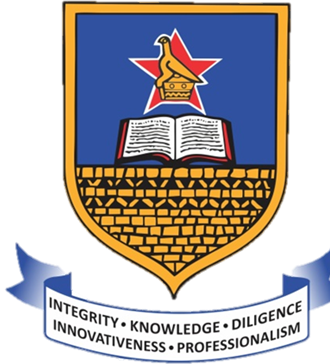 INTEGRITY • KNOWLEDGE • DILIGENCE
INNOVATIVENESS • PROFESSIONALISM